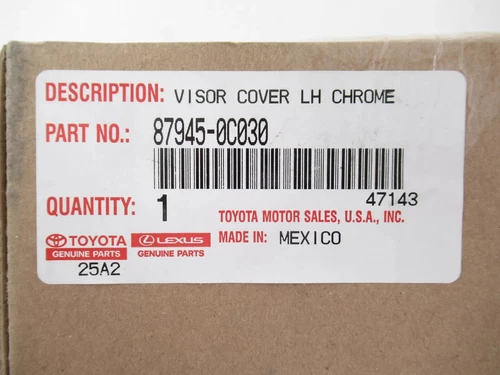 DESCRIPTION: VISOR COVER LH CHROME
PART NO.: 87945-0C030
47143
QUANTITY: 1 TOYOTA MOTOR SALES, U.S.A., INC.
TOYOTA LEXUS MADE IN: MEXICO
GENUINE PARTS GENUINE PARTS
25A2